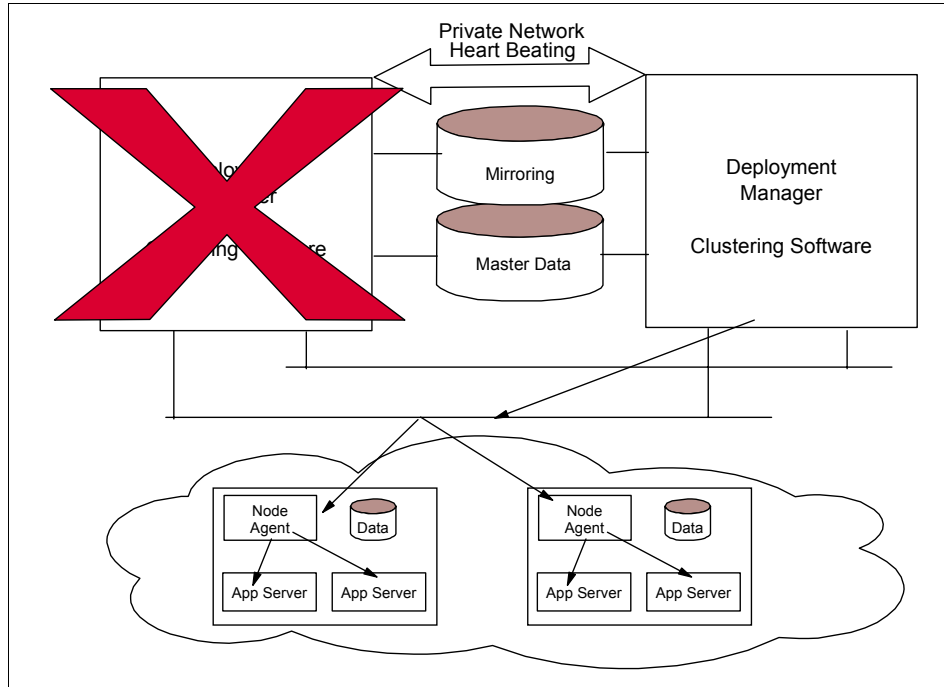 Private Network
Heart Beating
Mirroring
Master Data
Deployment
Manager
Clustering Software
Node
Agent
Data
App Server
App Server
Node
Agent
Data
App Server
App Server